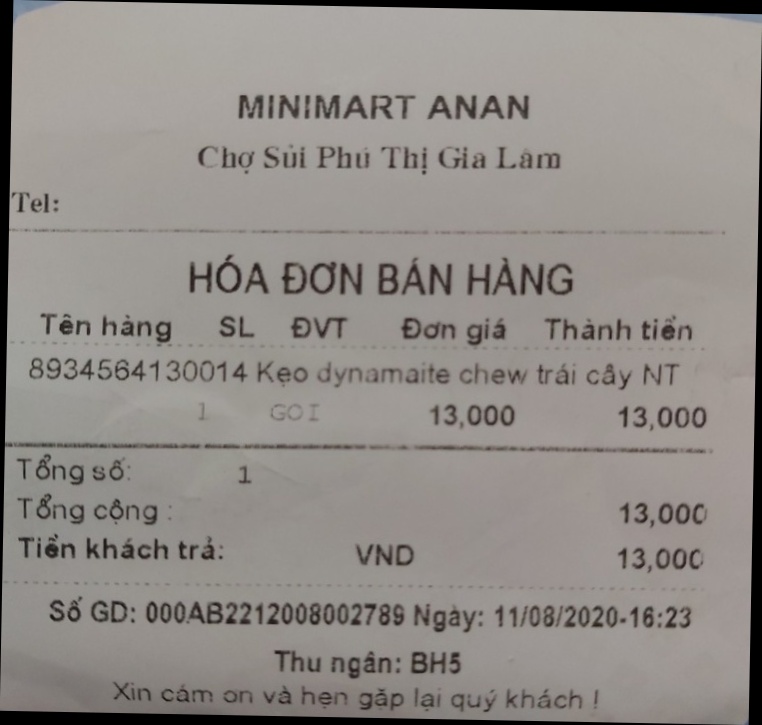 MINIMART ANAN
Chợ Sủi Phú Thị Gia Lâm
Tel:
HÓA ĐƠN BÁN HÀNG
Tên hàng SL ĐVT Đơn giá Thành tiền
8934564130014 Kẹo dynamaite chew trái cây NT
1 GOI 13,000 13,000
Tổng số: 1
Tổng cộng : 13,000
Tiền khách trả: VND 13,000
Số GD: 000AB2212008002789 Ngày: 11/08/2020-16:23
Thu ngân: BH5
Xin cám ơn và hẹn gặp lại quý khách !